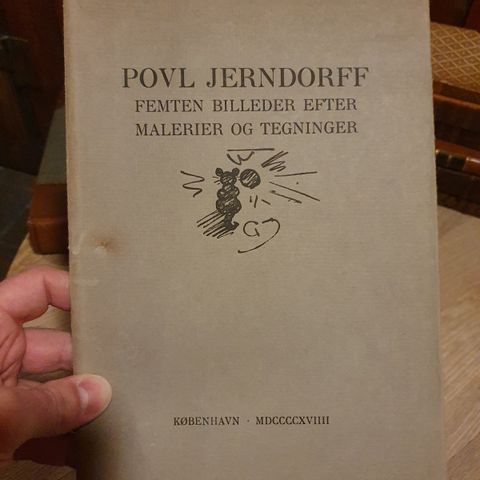 POVL JERNDORFF
FEMTEN BILLEDER EFTER
MALERIER OG TEGNINGER
KØBENHAVN · MDCCCCXVIIII